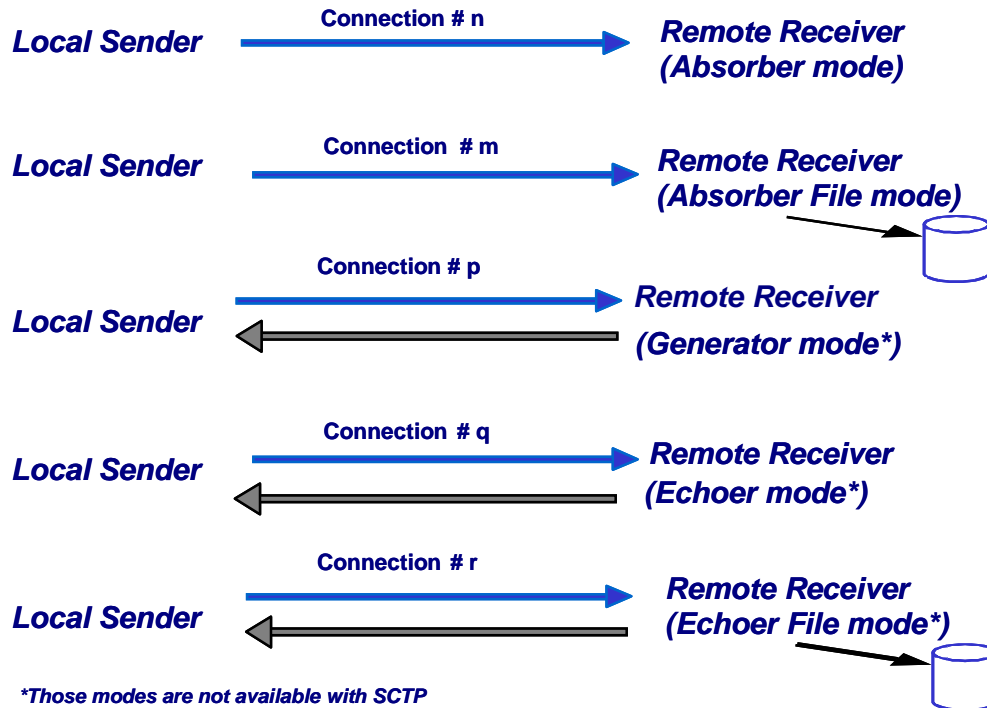 Connection # n
Local Sender
Remote Receiver
(Absorber mode)
Connection # m
Local Sender
Remote Receiver
(Absorber File mode)
Connection # p
Local Sender
Remote Receiver
(Generator mode*)
Connection # q
Local Sender
Remote Receiver
(Echoer mode*)
Connection # r
Local Sender
Remote Receiver
(Echoer File mode*)
*Those modes are not available with SCTP